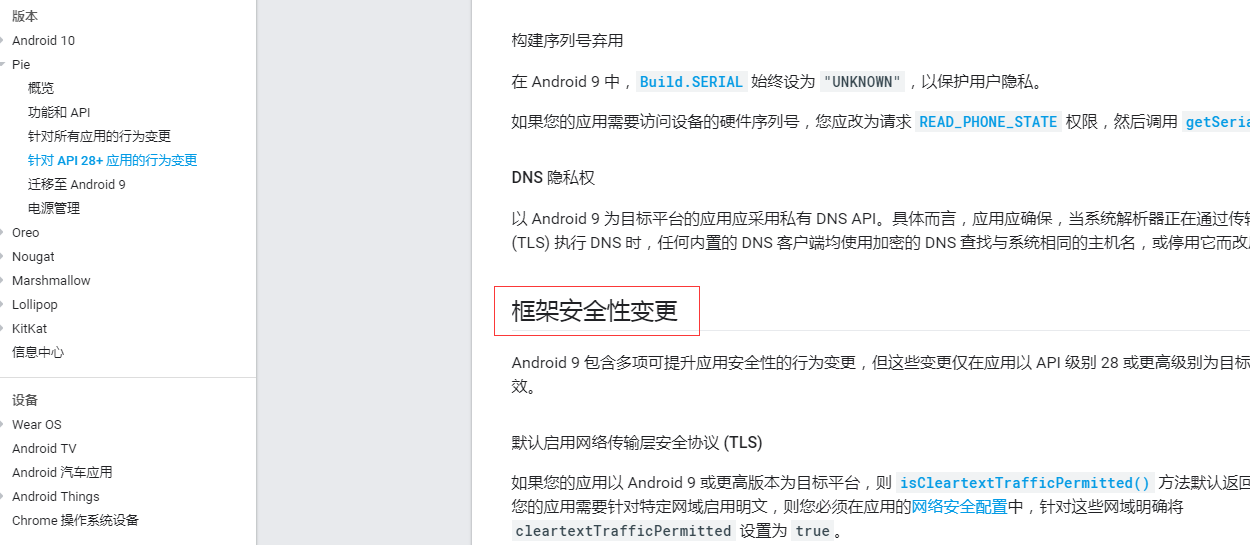 版本
Android 10
Pie
概览
功能和 API
针对所有应用的行为变更
针对 API 28+ 应用的行为变更
迁移至 Android 9
电源管理
Oreo
Nougat
Marshmallow
Lollipop
KitKat
信息中心
设备
Wear OS
Android TV
Android 汽车应用
Android Things
Chrome 操作系统设备
构建序列号弃用
在 Android 9 中，Build.SERIAL 始终设为 "UNKNOWN"，以保护用户隐私。
如果您的应用需要访问设备的硬件序列号，您应改为请求 READ_PHONE_STATE 权限，然后调用 getSeria
DNS 隐私权
以 Android 9 为目标平台的应用应采用私有 DNS API。具体而言，应用应确保，当系统解析器正在通过传输
(TLS) 执行 DNS 时，任何内置的 DNS 客户端均使用加密的 DNS 查找与系统相同的主机名，或停用它而改
框架安全性变更
Android 9 包含多项可提升应用安全性的行为变更，但这些变更仅在应用以 API 级别 28 或更高级别为目标
效。
默认启用网络传输层安全协议 (TLS)
如果您的应用以 Android 9 或更高版本为目标平台，则 isCleartextTrafficPermitted() 方法默认返回
您的应用需要针对特定网域启用明文，则您必须在应用的网络安全配置中，针对这些网域明确将
cleartextTrafficPermitted 设置为 true。